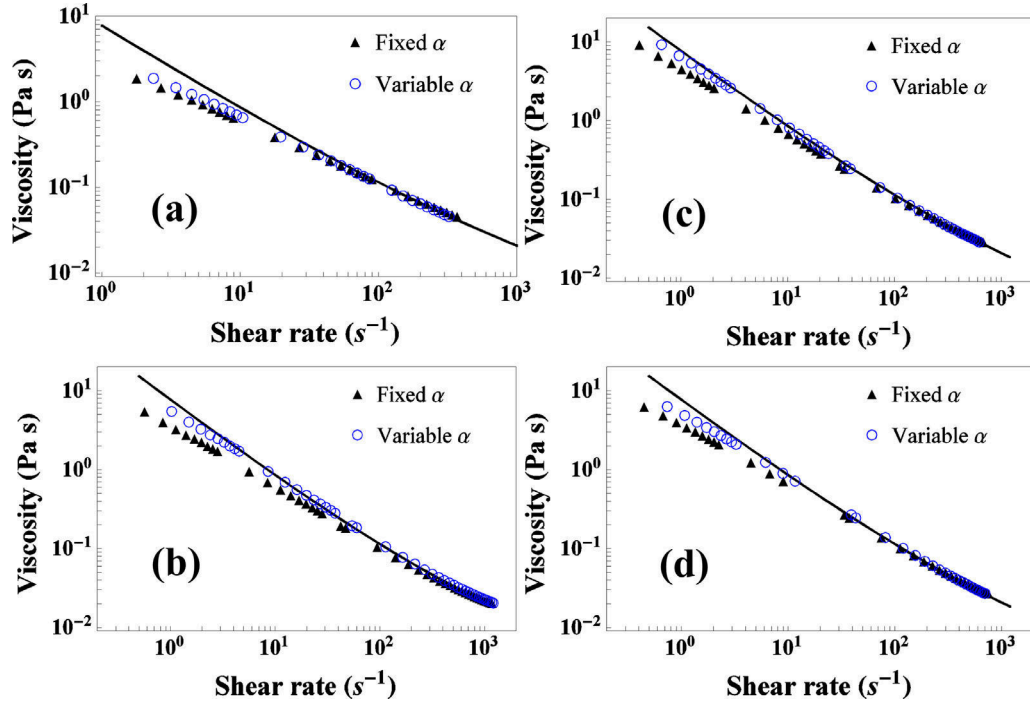 (a)
Viscosity (Pa s)
10^1
10^0
10^-1
10^-2
10^0 10^1 10^2 10^3
Shear rate (s^-1)
▲ Fixed α
○ Variable α
(c)
Viscosity (Pa s)
10^1
10^0
10^-1
10^-2
10^0 10^1 10^2 10^3
Shear rate (s^-1)
▲ Fixed α
○ Variable α
(b)
Viscosity (Pa s)
10^1
10^0
10^-1
10^-2
10^0 10^1 10^2 10^3
Shear rate (s^-1)
▲ Fixed α
○ Variable α
(d)
Viscosity (Pa s)
10^1
10^0
10^-1
10^-2
10^0 10^1 10^2 10^3
Shear rate (s^-1)
▲ Fixed α
○ Variable α